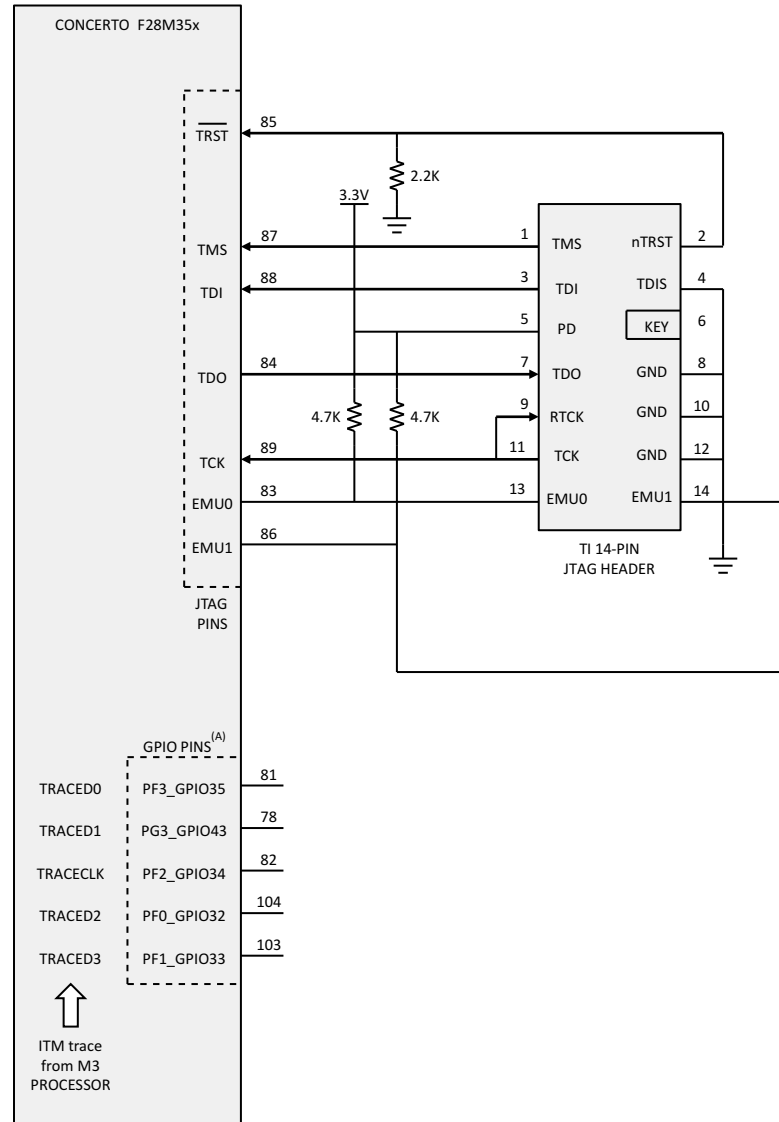 CONCERTO F28M35x
85
TRST
2.2K
3.3V
87
1
TMS
TMS
nTRST
2
88
3
TDI
TDI
TDIS
4
5
PD
KEY
6
84
7
TDO
TDO
GND
8
4.7K
4.7K
9
RTCK
GND
10
89
11
TCK
TCK
GND
12
83
13
EMU0
EMU0
EMU1
14
86
EMU1
TI 14-PIN
JTAG HEADER
JTAG
PINS
GPIO PINS(A)
TRACED0
PF3_GPIO35
81
TRACED1
PG3_GPIO43
78
TRACECLK
PF2_GPIO34
82
TRACED2
PF0_GPIO32
104
TRACED3
PF1_GPIO33
103
ITM trace
from M3
PROCESSOR